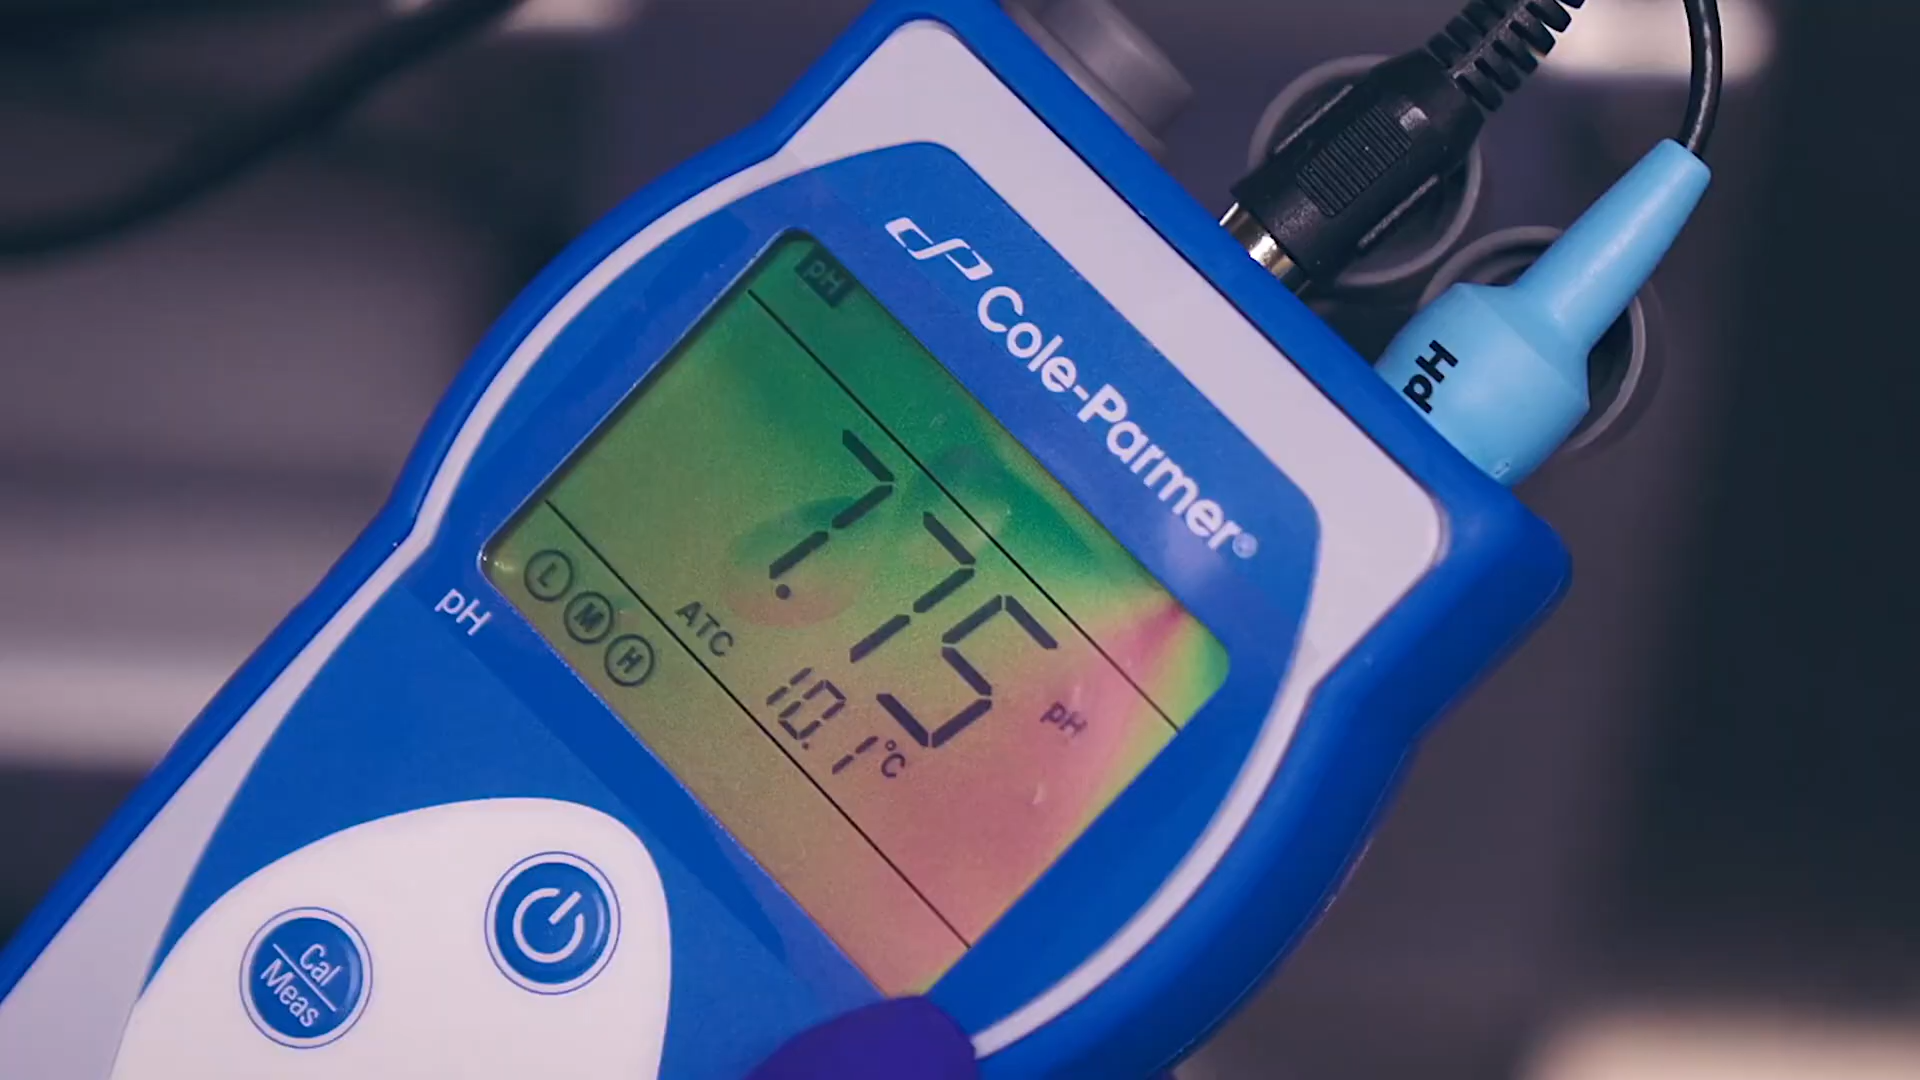 Cole-Parmer®
pH
pH
7.75 pH
ATC
10.1°C
L M H
pH
Cal
Meas